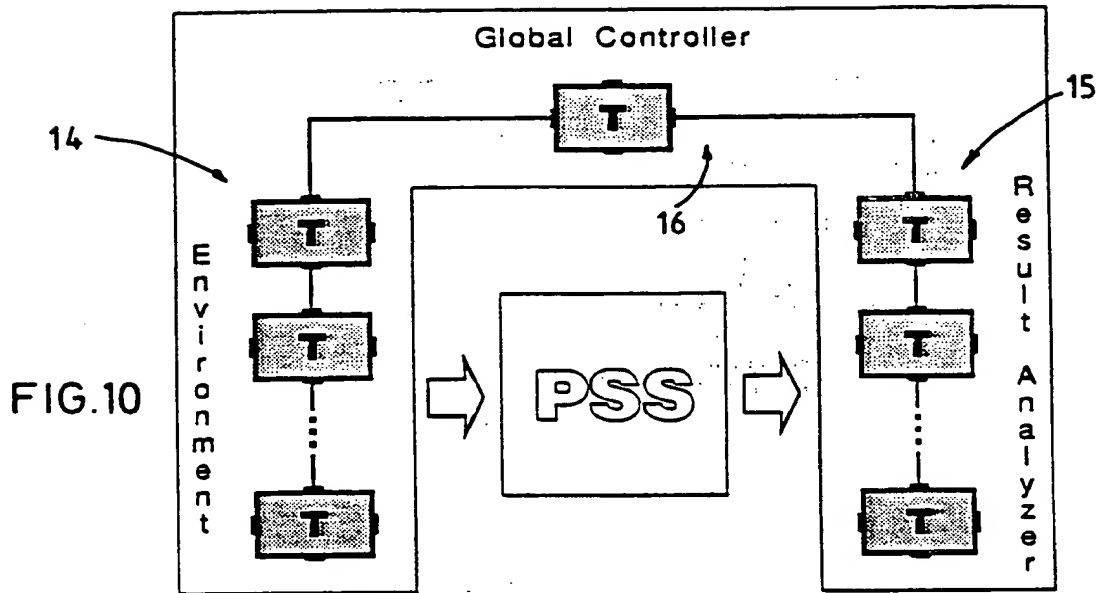 Global Controller
T
15
14
16
T
T
Environment
Result Analyzer
T
T
FIG.10
PSS
T
T